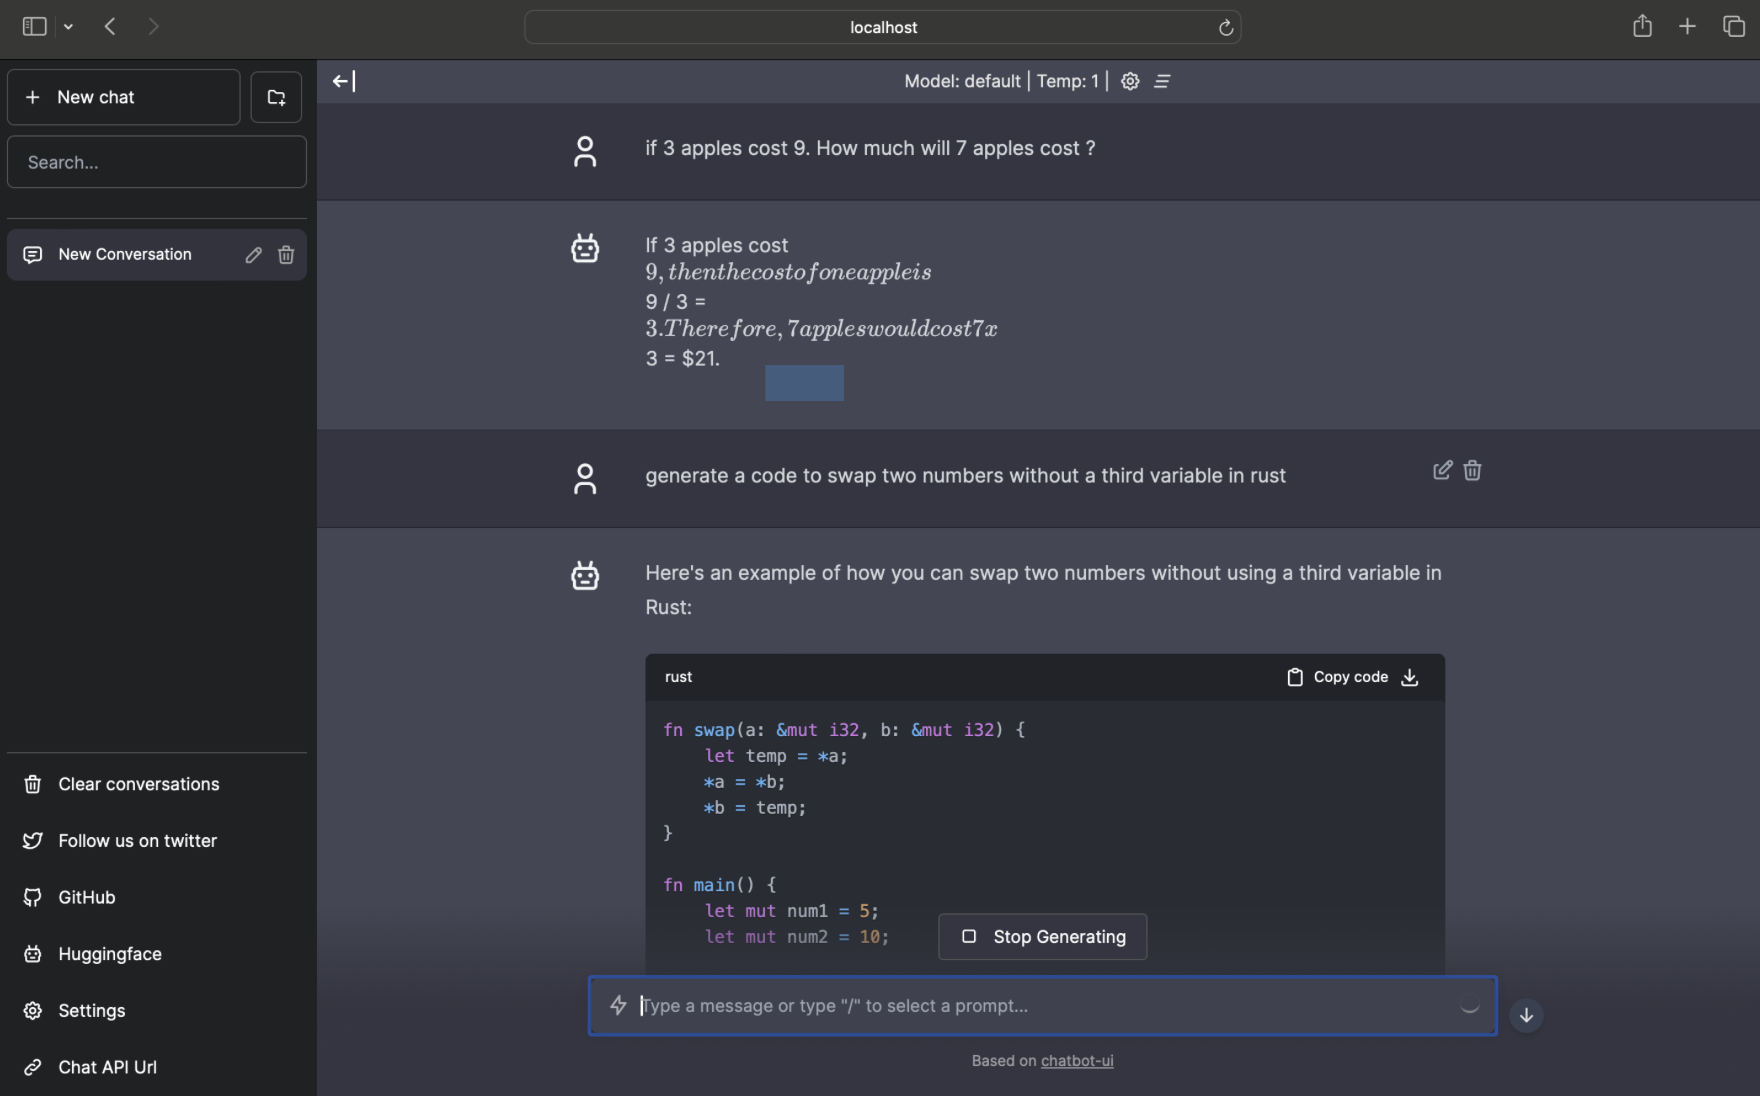 localhost
New chat
Search...
New Conversation
Clear conversations
Follow us on twitter
GitHub
Huggingface
Settings
Chat API Url
Model: default | Temp: 1 |
if 3 apples cost 9. How much will 7 apples cost ?
If 3 apples cost
9, thenthecostofoneappleis
9 / 3 =
3.Therefore, 7appleswouldcost7x
3 = $21.
generate a code to swap two numbers without a third variable in rust
Here's an example of how you can swap two numbers without using a third variable in
Rust:
rust
Copy code
fn swap(a: &mut i32, b: &mut i32) {
    let temp = *a;
    *a = *b;
    *b = temp;
}
fn main() {
    let mut num1 = 5;
    let mut num2 = 10;
Stop Generating
Type a message or type "/" to select a prompt...
Based on chatbot-ui